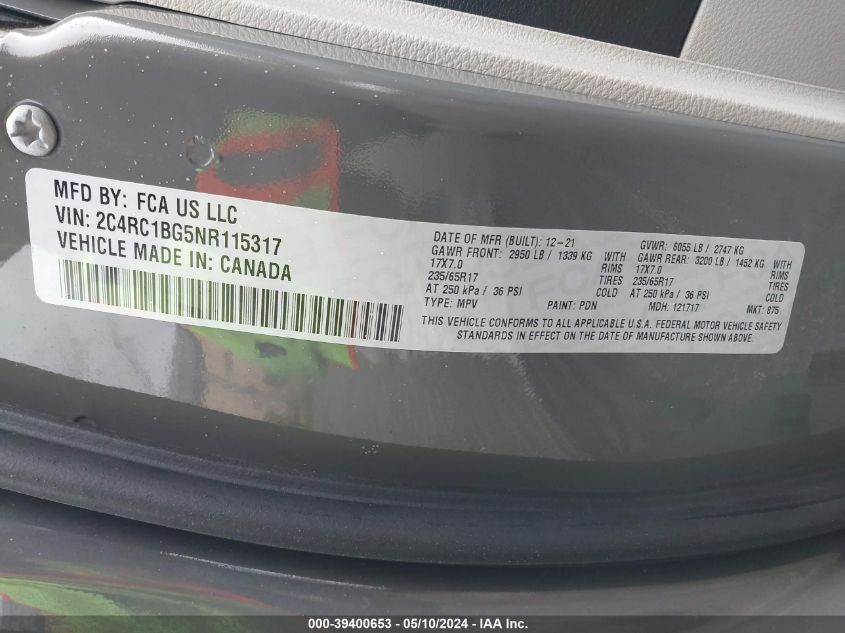 MFD BY: FCA US LLC
VIN: 2C4RC1BG5NR115317
VEHICLE MADE IN: CANADA
DATE OF MFR (BUILT): 12-21 GVWR: 6055 LB / 2747 KG
GAWR FRONT: 2950 LB / 1339 KG WITH GAWR REAR: 3200 LB / 1452 KG WITH
17X7.0 RIMS 17X7.0 RIMS
235/65R17 TIRES 235/65R17 TIRES
AT 250 kPa / 36 PSI COLD AT 250 kPa / 36 PSI COLD
TYPE: MPV PAINT: PDN MDH: 121717 MKT: 875
THIS VEHICLE CONFORMS TO ALL APPLICABLE U.S.A. FEDERAL MOTOR VEHICLE SAFETY
STANDARDS IN EFFECT ON THE DATE OF MANUFACTURE SHOWN ABOVE.
000-39400653 - 05/10/2024 - IAA Inc.